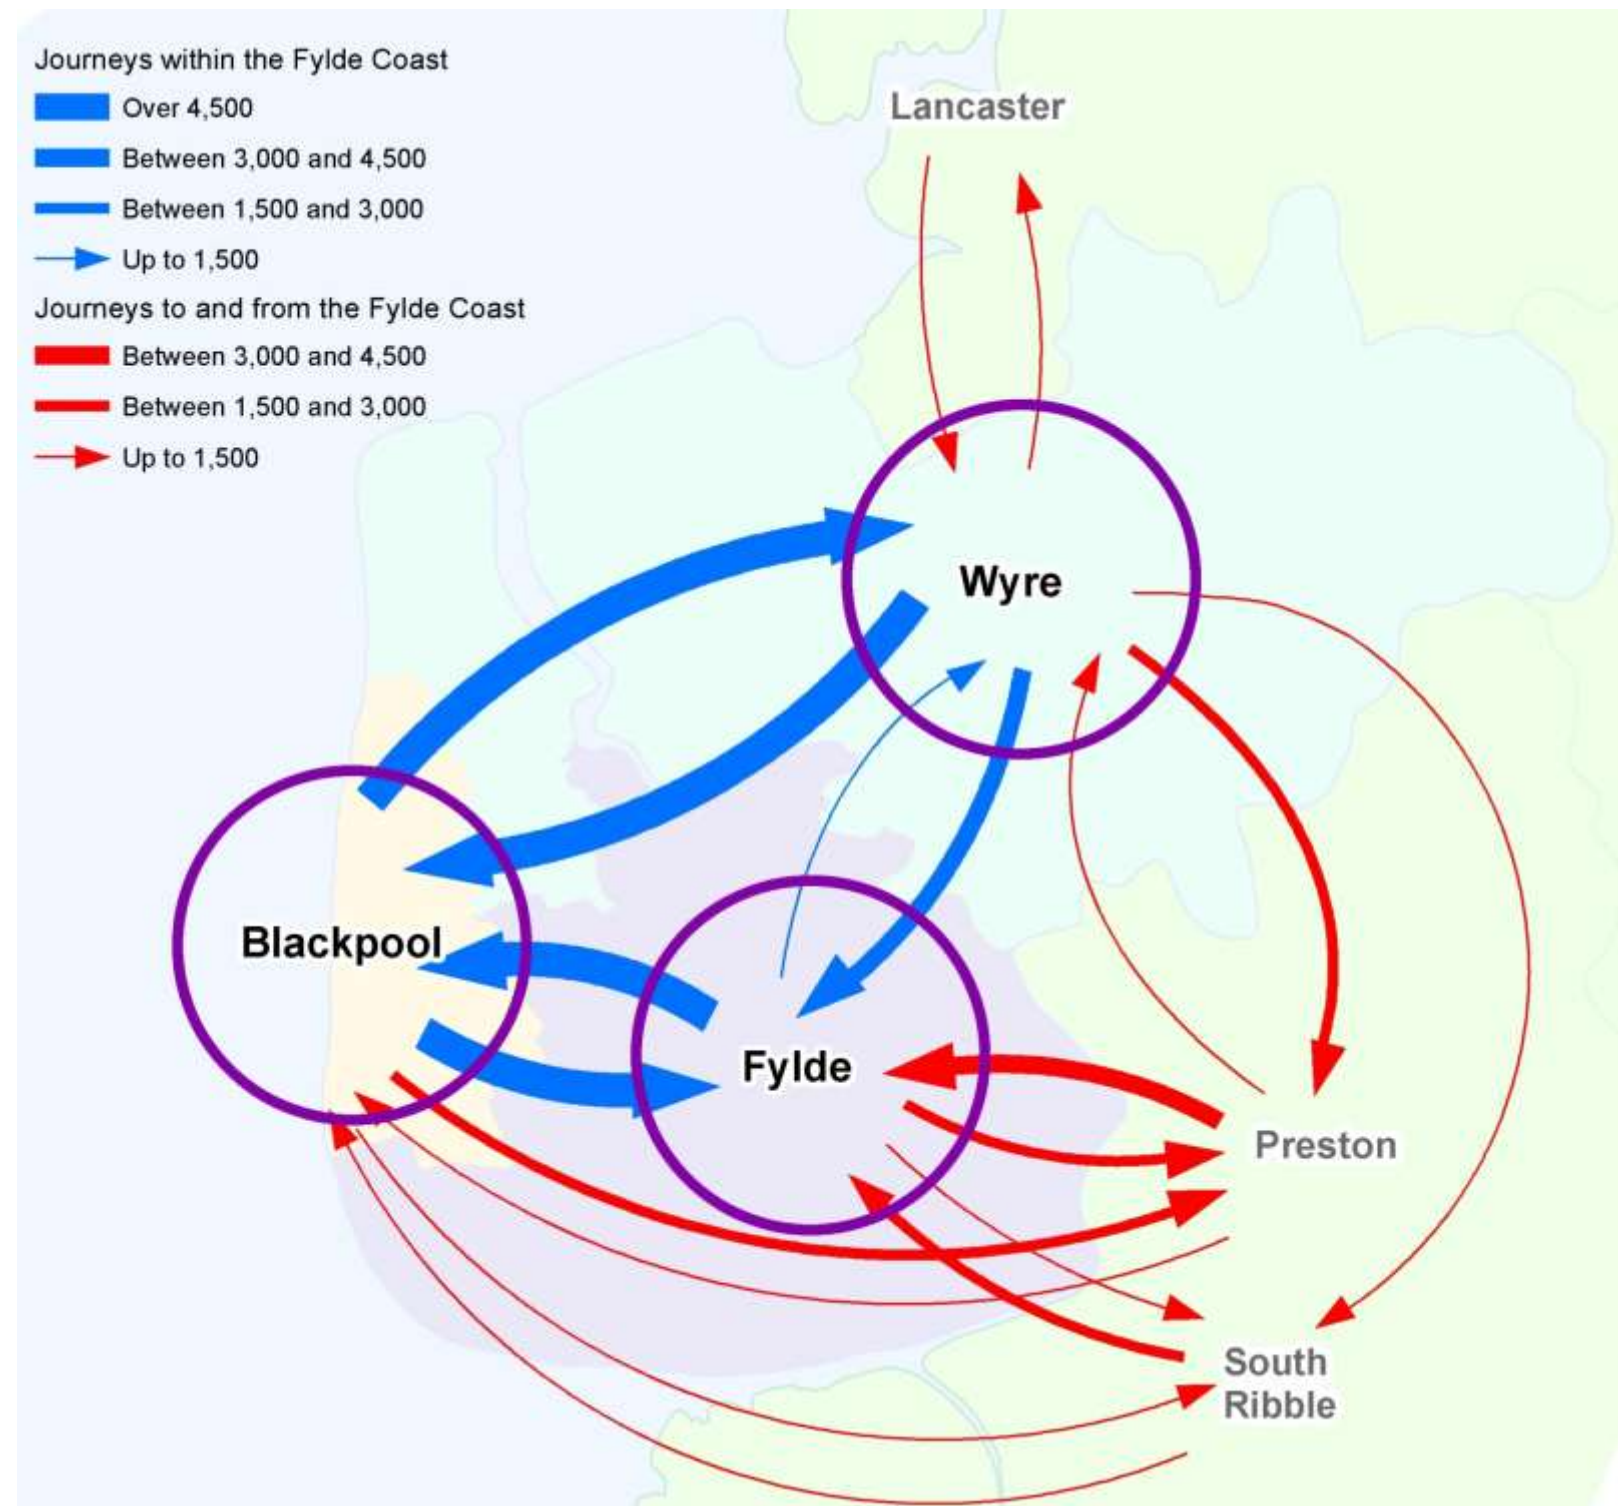 Journeys within the Fylde Coast
Over 4,500
Between 3,000 and 4,500
Between 1,500 and 3,000
Up to 1,500
Journeys to and from the Fylde Coast
Between 3,000 and 4,500
Between 1,500 and 3,000
Up to 1,500
Lancaster
Wyre
Blackpool
Fylde
Preston
South
Ribble